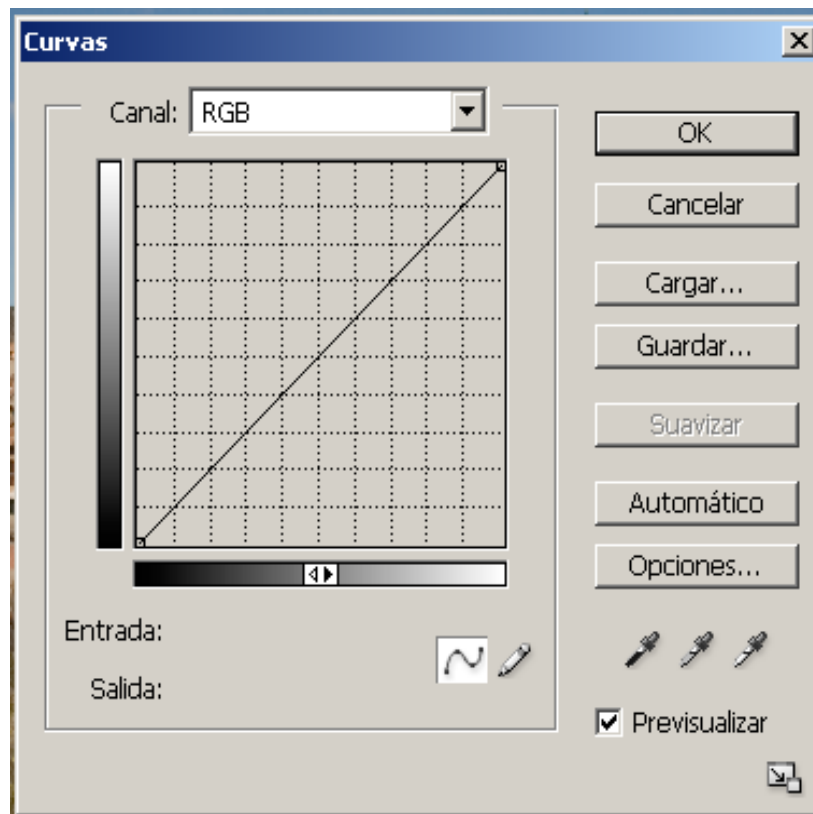 Curvas
Canal: RGB
OK
Cancelar
Cargar...
Guardar...
Suavizar
Automático
Opciones...
Entrada:
Salida:
Previsualizar